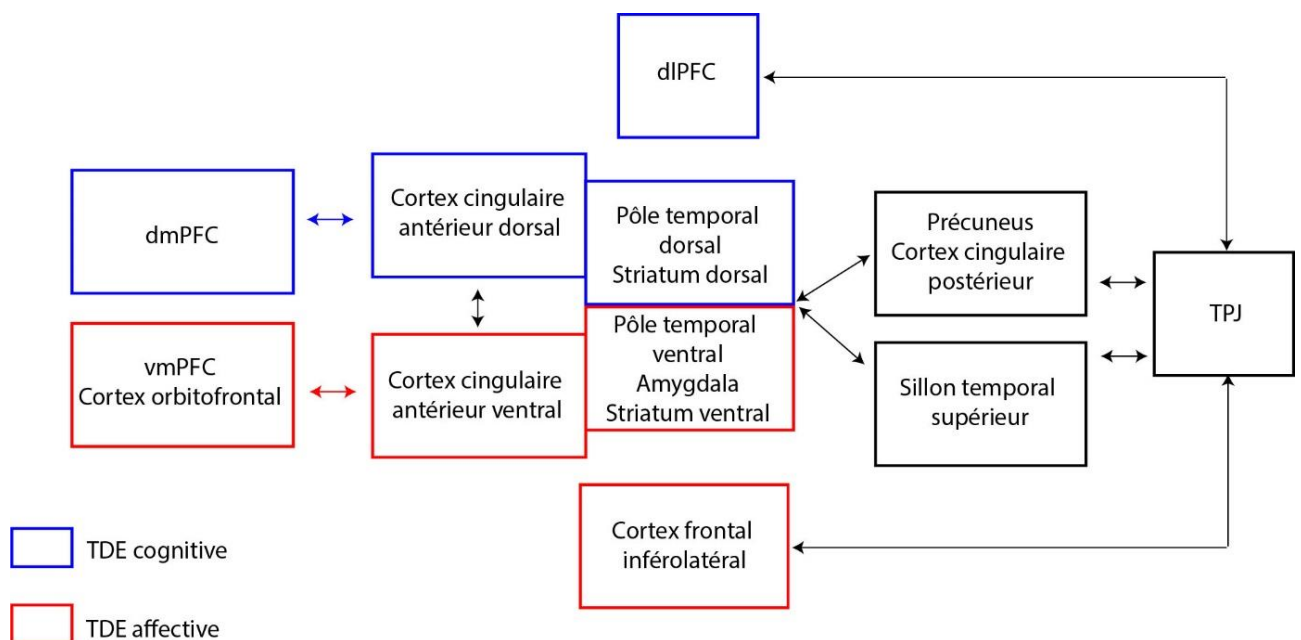 dlPFC
dmPFC
Cortex cingulaire
antérieur dorsal
Pôle temporal
dorsal
Striatum dorsal
Précuneus
Cortex cingulaire
postérieur
TPJ
vmPFC
Cortex orbitofrontal
Cortex cingulaire
antérieur ventral
Pôle temporal
ventral
Amygdala
Striatum ventral
Sillon temporal
supérieur
Cortex frontal
inférolatéral
TDE cognitive
TDE affective